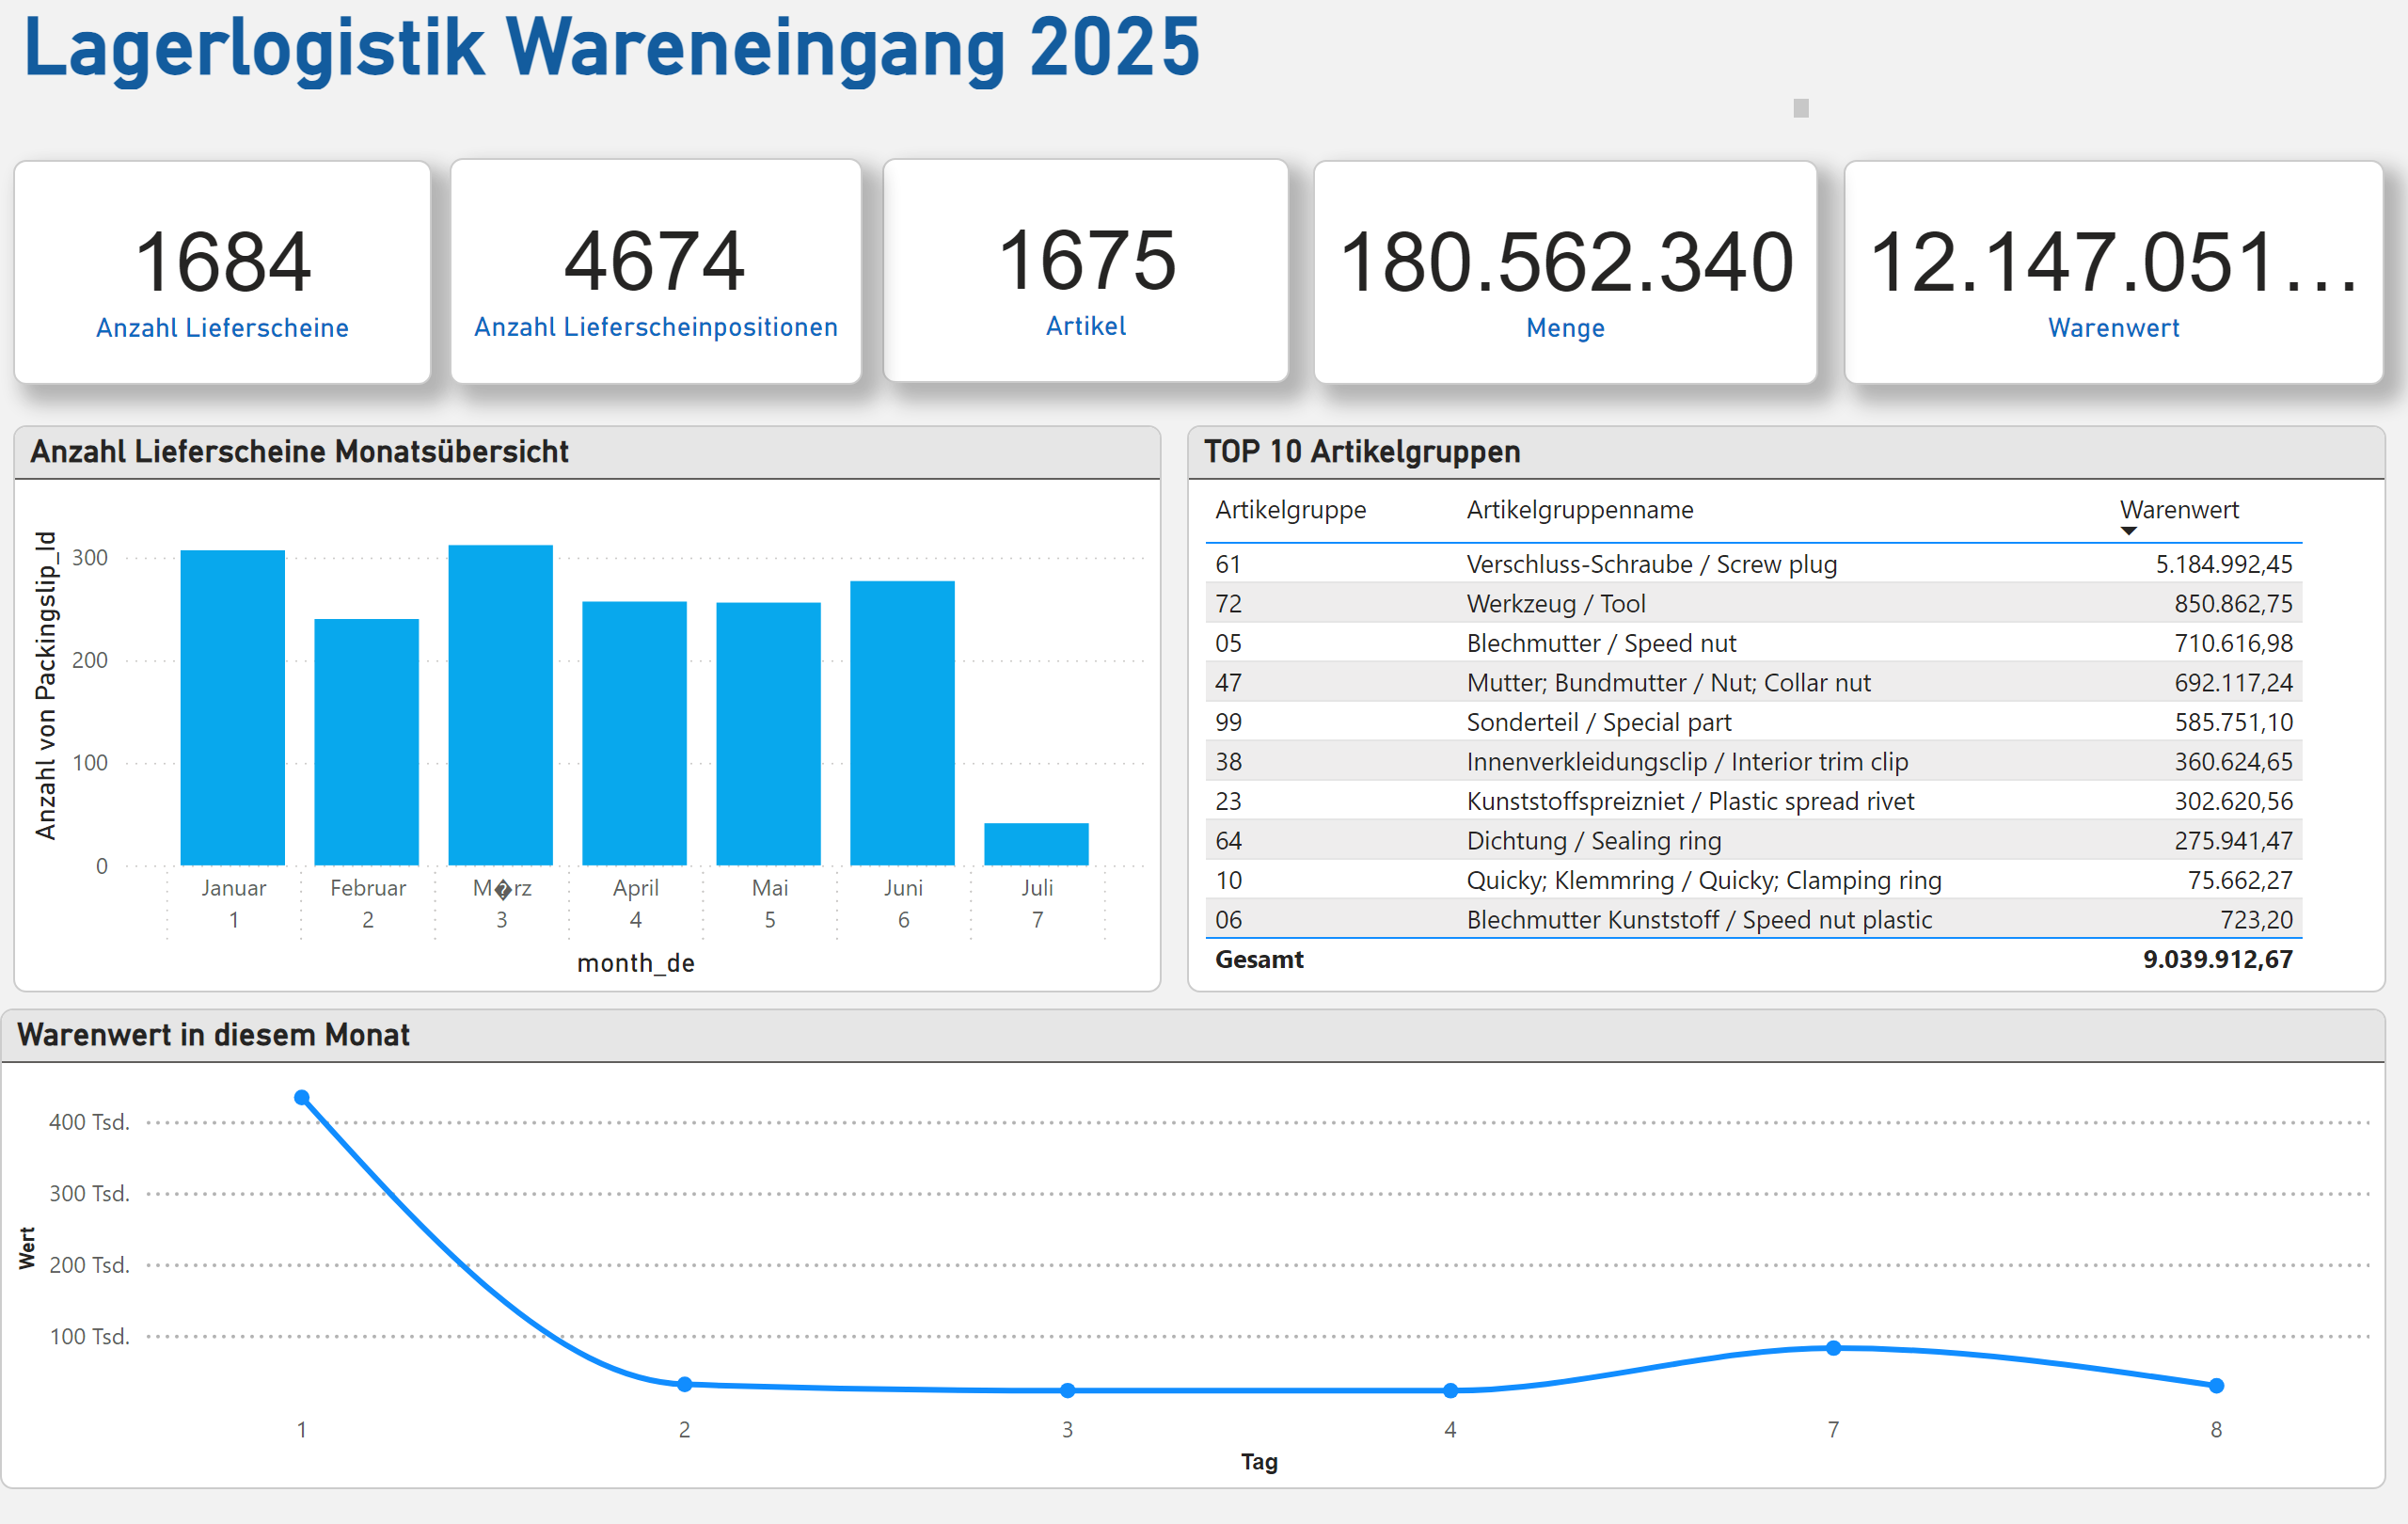 Lagerlogistik Wareneingang 2025
1684
Anzahl Lieferscheine
4674
Anzahl Lieferscheinpositionen
1675
Artikel
180.562.340
Menge
12.147.051...
Warenwert
Anzahl Lieferscheine Monatsübersicht
Anzahl von Packingslip_Id
300
200
100
0
Januar Februar M�rz April Mai Juni Juli
1 2 3 4 5 6 7
month_de
TOP 10 Artikelgruppen
Artikelgruppe Artikelgruppenname Warenwert
61 Verschluss-Schraube / Screw plug 5.184.992,45
72 Werkzeug / Tool 850.862,75
05 Blechmutter / Speed nut 710.616,98
47 Mutter; Bundmutter / Nut; Collar nut 692.117,24
99 Sonderteil / Special part 585.751,10
38 Innenverkleidungsclip / Interior trim clip 360.624,65
23 Kunststoffspreizniet / Plastic spread rivet 302.620,56
64 Dichtung / Sealing ring 275.941,47
10 Quicky; Klemmring / Quicky; Clamping ring 75.662,27
06 Blechmutter Kunststoff / Speed nut plastic 723,20
Gesamt 9.039.912,67
Warenwert in diesem Monat
Wert
400 Tsd.
300 Tsd.
200 Tsd.
100 Tsd.
1 2 3 4 7 8
Tag